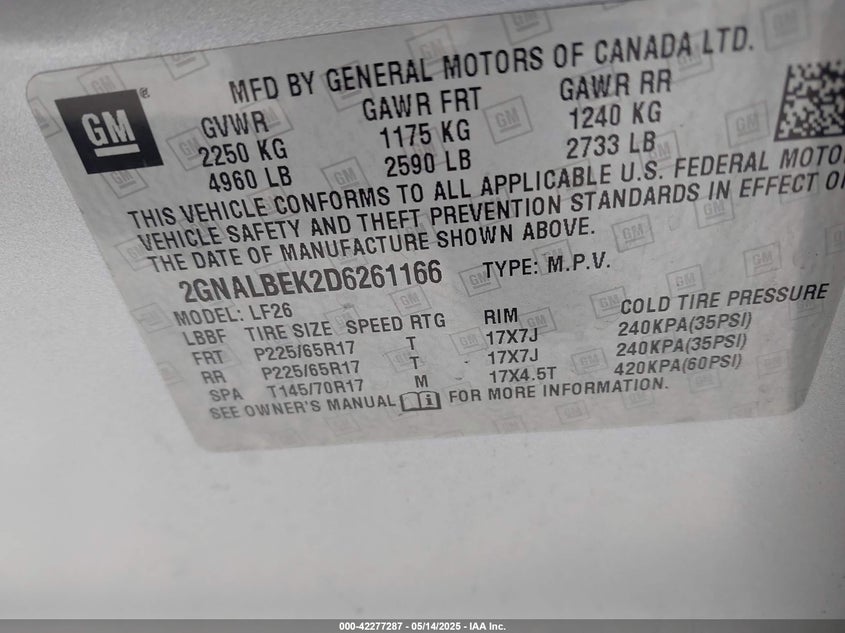 MFD BY GENERAL MOTORS OF CANADA LTD.
GM ®
GVWR GAWR FRT GAWR RR
2250 KG 1175 KG 1240 KG
4960 LB 2590 LB 2733 LB
THIS VEHICLE CONFORMS TO ALL APPLICABLE U.S. FEDERAL MOTO
VEHICLE SAFETY AND THEFT PREVENTION STANDARDS IN EFFECT O
THE DATE OF MANUFACTURE SHOWN ABOVE.
2GNALBEK2D6261166 TYPE: M.P.V.
MODEL: LF26
LBBF TIRE SIZE SPEED RTG RIM COLD TIRE PRESSURE
FRT P225/65R17 T 17X7J 240KPA(35PSI)
RR P225/65R17 T 17X7J 240KPA(35PSI)
SPA T145/70R17 M 17X4.5T 420KPA(60PSI)
SEE OWNER'S MANUAL FOR MORE INFORMATION.
000-42277287 - 05/14/2025 - IAA Inc.